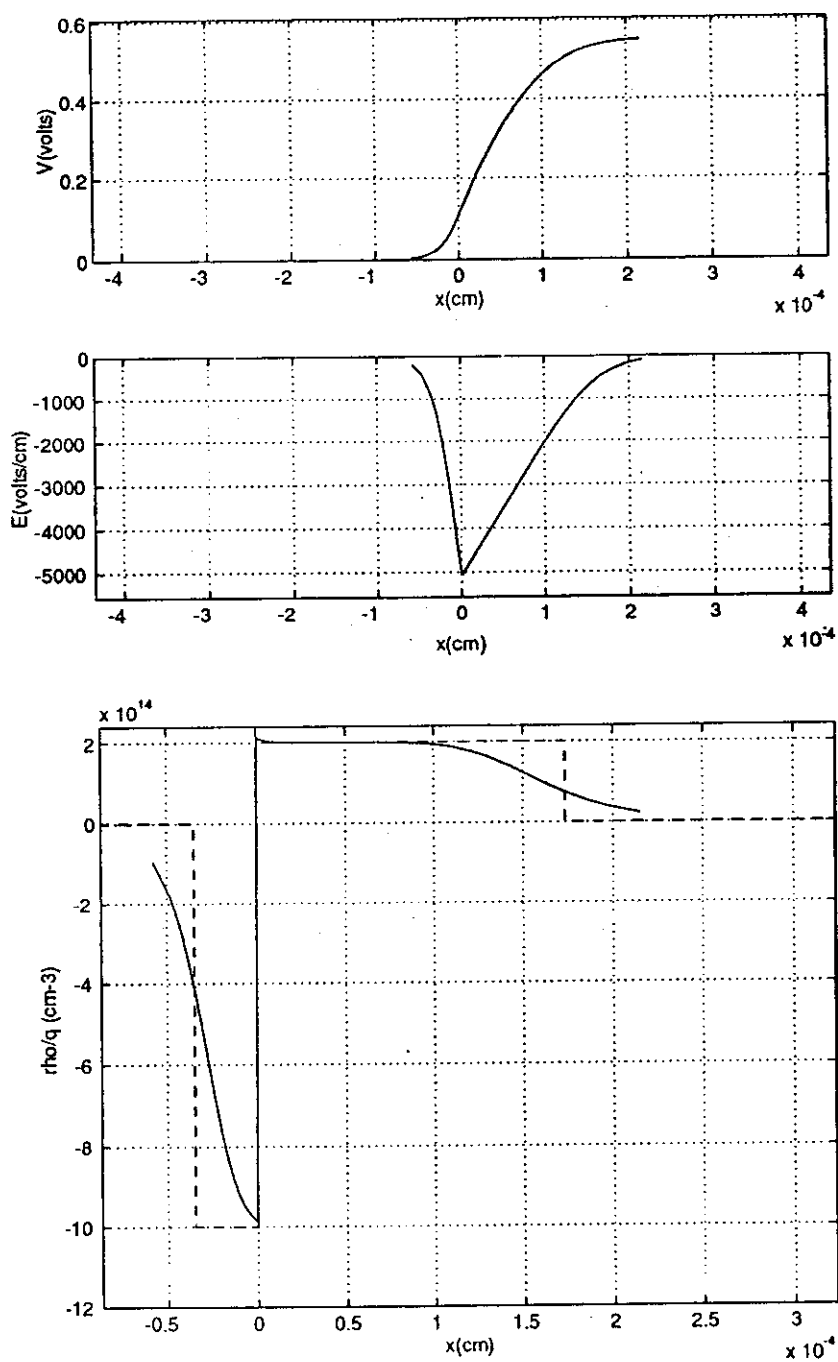 0.6
0.4
0.2
0
V(volts)
-4 -3 -2 -1 0 1 2 3 4
x(cm)
x 10-4
0
-1000
-2000
-3000
-4000
-5000
E(volts/cm)
-4 -3 -2 -1 0 1 2 3 4
x(cm)
x 10-4
x 10 14
2
0
-2
-4
-6
-8
-10
-12
rho/q (cm-3)
-0.5 0 0.5 1 1.5 2 2.5 3
x(cm)
x 10-4